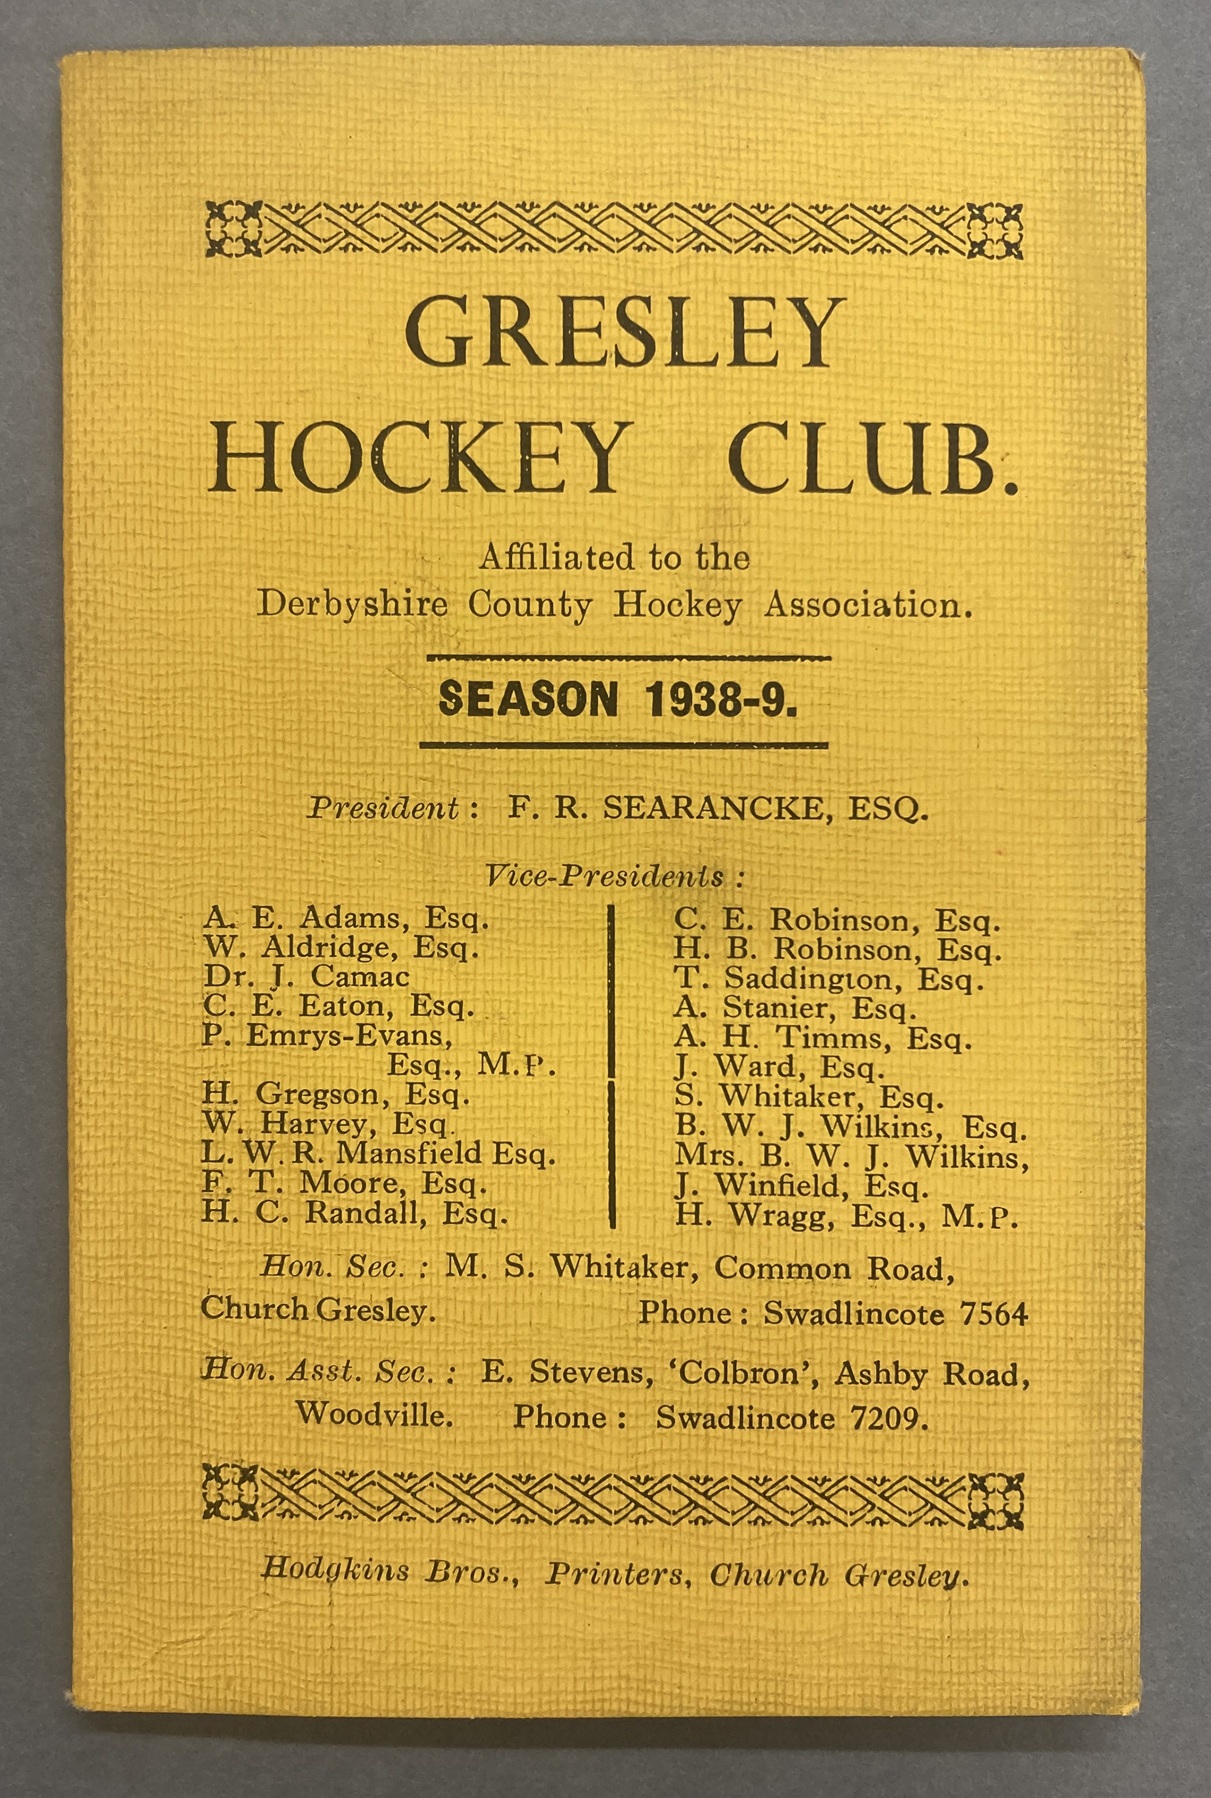 GRESLEY
HOCKEY CLUB.
Affiliated to the
Derbyshire County Hockey Association.
SEASON 1938-9.
President: F. R. SEARANCKE, ESQ.
Vice-Presidents:
A. E. Adams, Esq.
W. Aldridge, Esq.
Dr. J. Camac
C. E. Eaton, Esq.
P. Emrys-Evans,
Esq., M.P.
H. Gregson, Esq.
W. Harvey, Esq.
L. W. R. Mansfield Esq.
F. T. Moore, Esq.
H. C. Randall, Esq.
C. E. Robinson, Esq.
H. B. Robinson, Esq.
T. Saddington, Esq.
A. Stanier, Esq.
A. H. Timms, Esq.
J. Ward, Esq.
S. Whitaker, Esq.
B. W. J. Wilkins, Esq.
Mrs. B. W. J. Wilkins,
J. Winfield, Esq.
H. Wragg, Esq., M.P.
Hon. Sec.: M. S. Whitaker, Common Road,
Church Gresley. Phone: Swadlincote 7564
Hon. Asst. Sec.: E. Stevens, 'Colbron', Ashby Road,
Woodville. Phone: Swadlincote 7209.
Hodgkins Bros., Printers, Church Gresley.